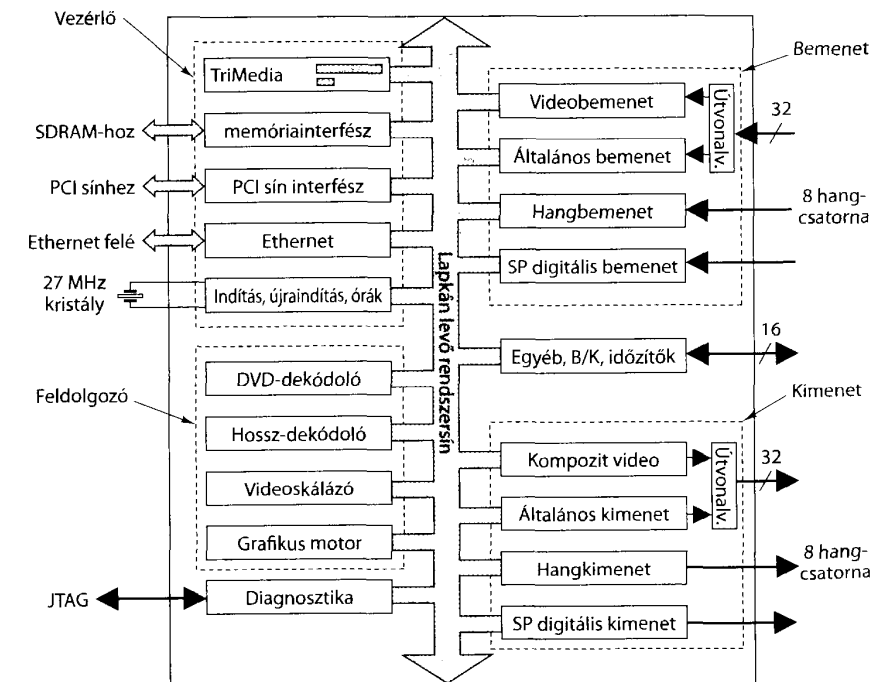 Vezérlő
TriMedia
SDRAM-hoz
memóriainterfész
PCI sínhez
PCI sín interfész
Ethernet felé
Ethernet
27 MHz
kristály
Indítás, újraindítás, órák
Feldolgozó
DVD-dekódoló
Hossz-dekódoló
Videoskálázó
Grafikus motor
JTAG
Diagnosztika
Lapkán levő rendszersín
Bemenet
Videobemenet
Általános bemenet
Útvonalv.
32
Hangbemenet
8 hang-
csatorna
SP digitális bemenet
Egyéb, B/K, időzítők
16
Kimenet
Kompozit video
Általános kimenet
Útvonalv.
32
Hangkimenet
8 hang-
csatorna
SP digitális kimenet